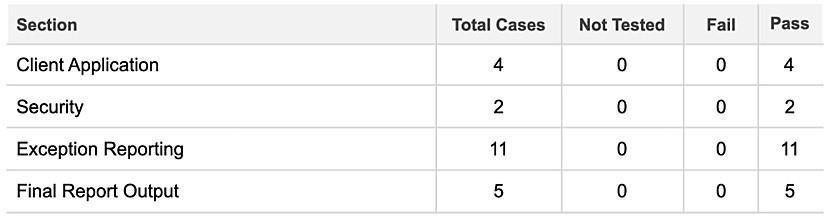 Section Total Cases Not Tested Fail Pass
Client Application 4 0 0 4
Security 2 0 0 2
Exception Reporting 11 0 0 11
Final Report Output 5 0 0 5